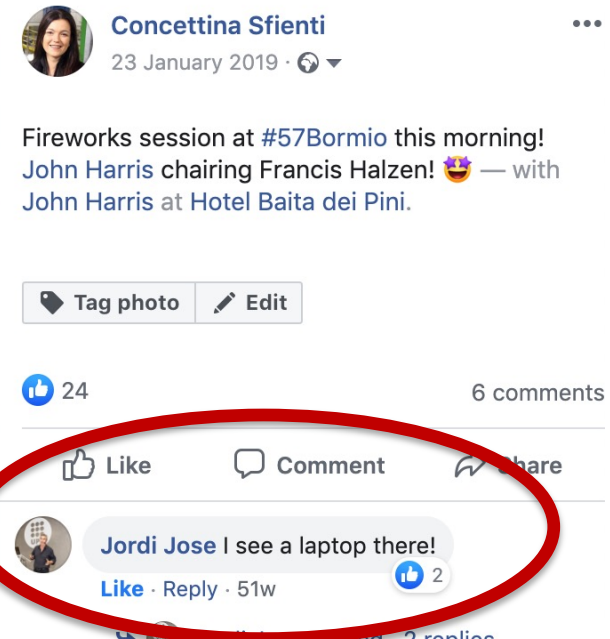 Concettina Sfienti
23 January 2019 ·
Fireworks session at #57Bormio this morning!
John Harris chairing Francis Halzen! 🤩 — with
John Harris at Hotel Baita dei Pini.
Tag photo Edit
24 6 comments
Like Comment Share
Jordi Jose I see a laptop there!
2
Like · Reply · 51w
2 replies